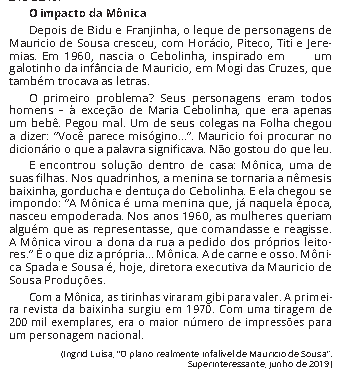 O impacto da Mônica
Depois de Bidu e Franjinha, o leque de personagens de
Mauricio de Sousa cresceu, com Horácio, Piteco, Titi e Jere-
mias. Em 1960, nascia o Cebolinha, inspirado em um
galotinho da infância de Mauricio, em Mogi das Cruzes, que
também trocava as letras.
O primeiro problema? Seus personagens eram todos
homens – à exceção de Maria Cebolinha, que era apenas
um bebê. Pegou mal. Um de seus colegas na Folha chegou
a dizer: “Você parece misógino...”. Mauricio foi procurar no
dicionário o que a palavra significava. Não gostou do que leu.
E encontrou solução dentro de casa: Mônica, uma de
suas filhas. Nos quadrinhos, a menina se tornaria a nêmesis
baixinha, gorducha e dentuça do Cebolinha. E ela chegou se
impondo: “A Mônica é uma menina que, já naquela época,
nasceu empoderada. Nos anos 1960, as mulheres queriam
alguém que as representasse, que comandasse e reagisse.
A Mônica virou a dona da rua a pedido dos próprios leito-
res.” É o que diz a própria... Mônica. A de carne e osso. Môni-
ca Spada e Sousa é, hoje, diretora executiva da Mauricio de
Sousa Produções.
Com a Mônica, as tirinhas viraram gibi para valer. A primei-
ra revista da baixinha surgiu em 1970. Com uma tiragem de
200 mil exemplares, era o maior número de impressões para
um personagem nacional.
(Ingrid Luisa, “O plano realmente infalível de Mauricio de Sousa”.
Superinteressante, junho de 2019)